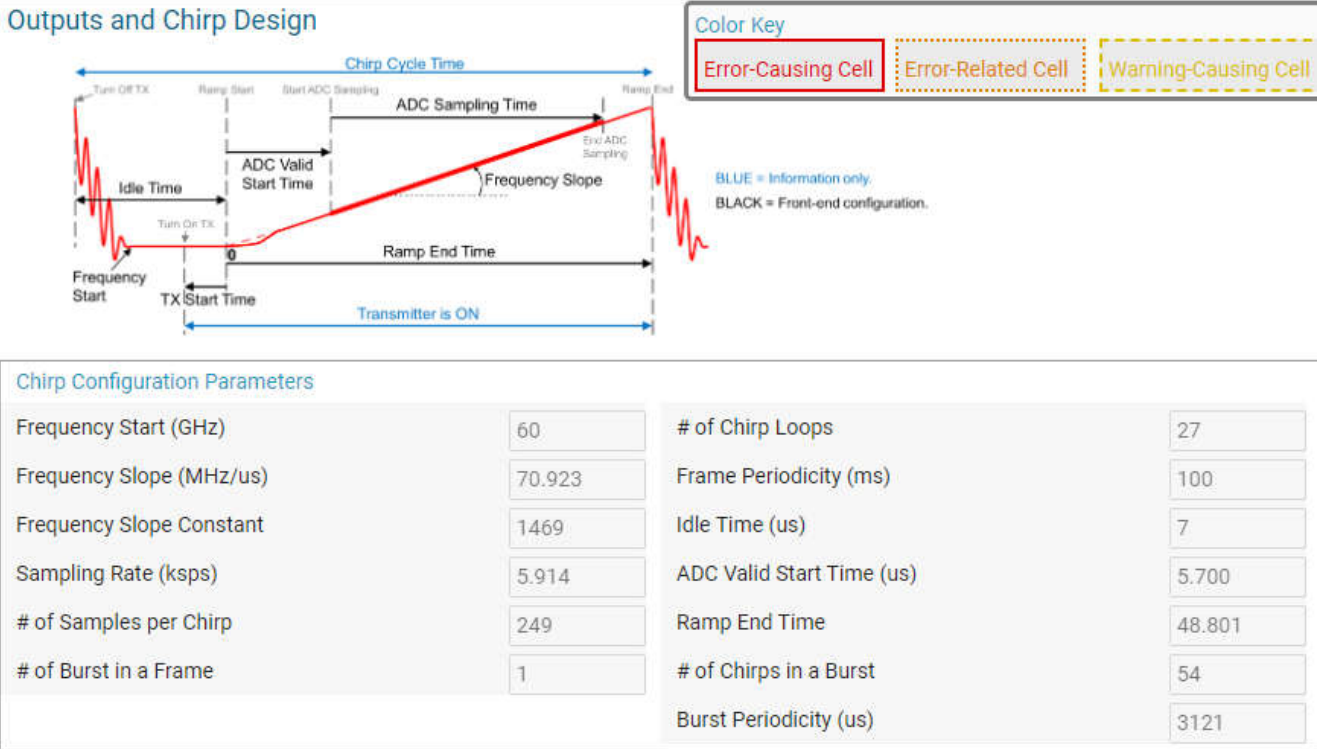 Outputs and Chirp Design
Color Key
Error-Causing Cell
Error-Related Cell
Warning-Causing Cell
Chirp Cycle Time
Turn Off TX
Ramp Start
Start ADC Sampling
Ramp End
ADC Sampling Time
End ADC
Sampling
ADC Valid
Start Time
Idle Time
Frequency Slope
BLUE = Information only.
BLACK = Front-end configuration.
Turn On TX
0
Ramp End Time
Frequency
Start
TX Start Time
Transmitter is ON
Chirp Configuration Parameters
Frequency Start (GHz) 60 # of Chirp Loops 27
Frequency Slope (MHz/us) 70.923 Frame Periodicity (ms) 100
Frequency Slope Constant 1469 Idle Time (us) 7
Sampling Rate (ksps) 5.914 ADC Valid Start Time (us) 5.700
# of Samples per Chirp 249 Ramp End Time 48.801
# of Burst in a Frame 1 # of Chirps in a Burst 54
Burst Periodicity (us) 3121